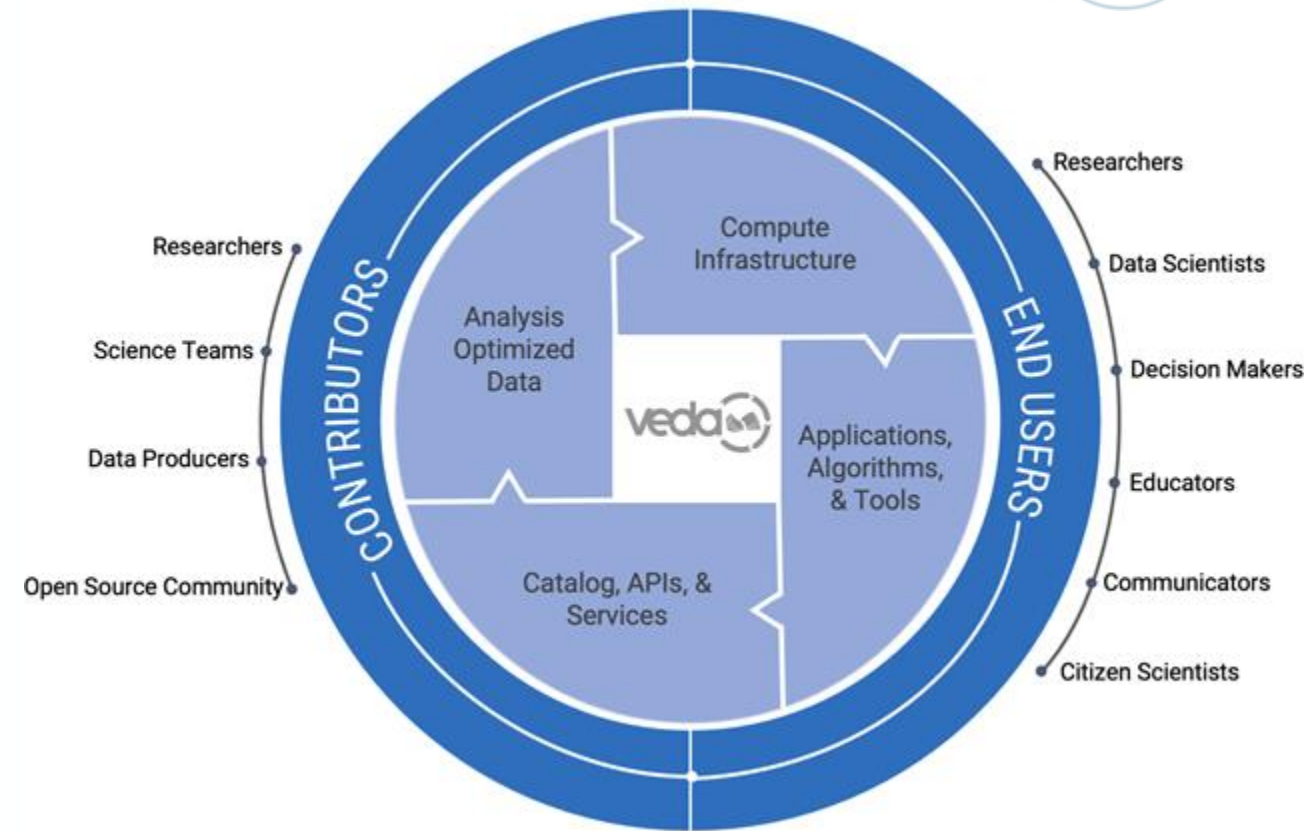 Researchers
Science Teams
Data Producers
Open Source Community
CONTRIBUTORS
Analysis
Optimized
Data
Compute
Infrastructure
veda
Applications,
Algorithms,
& Tools
Catalog, APIs, &
Services
END USERS
Researchers
Data Scientists
Decision Makers
Educators
Communicators
Citizen Scientists